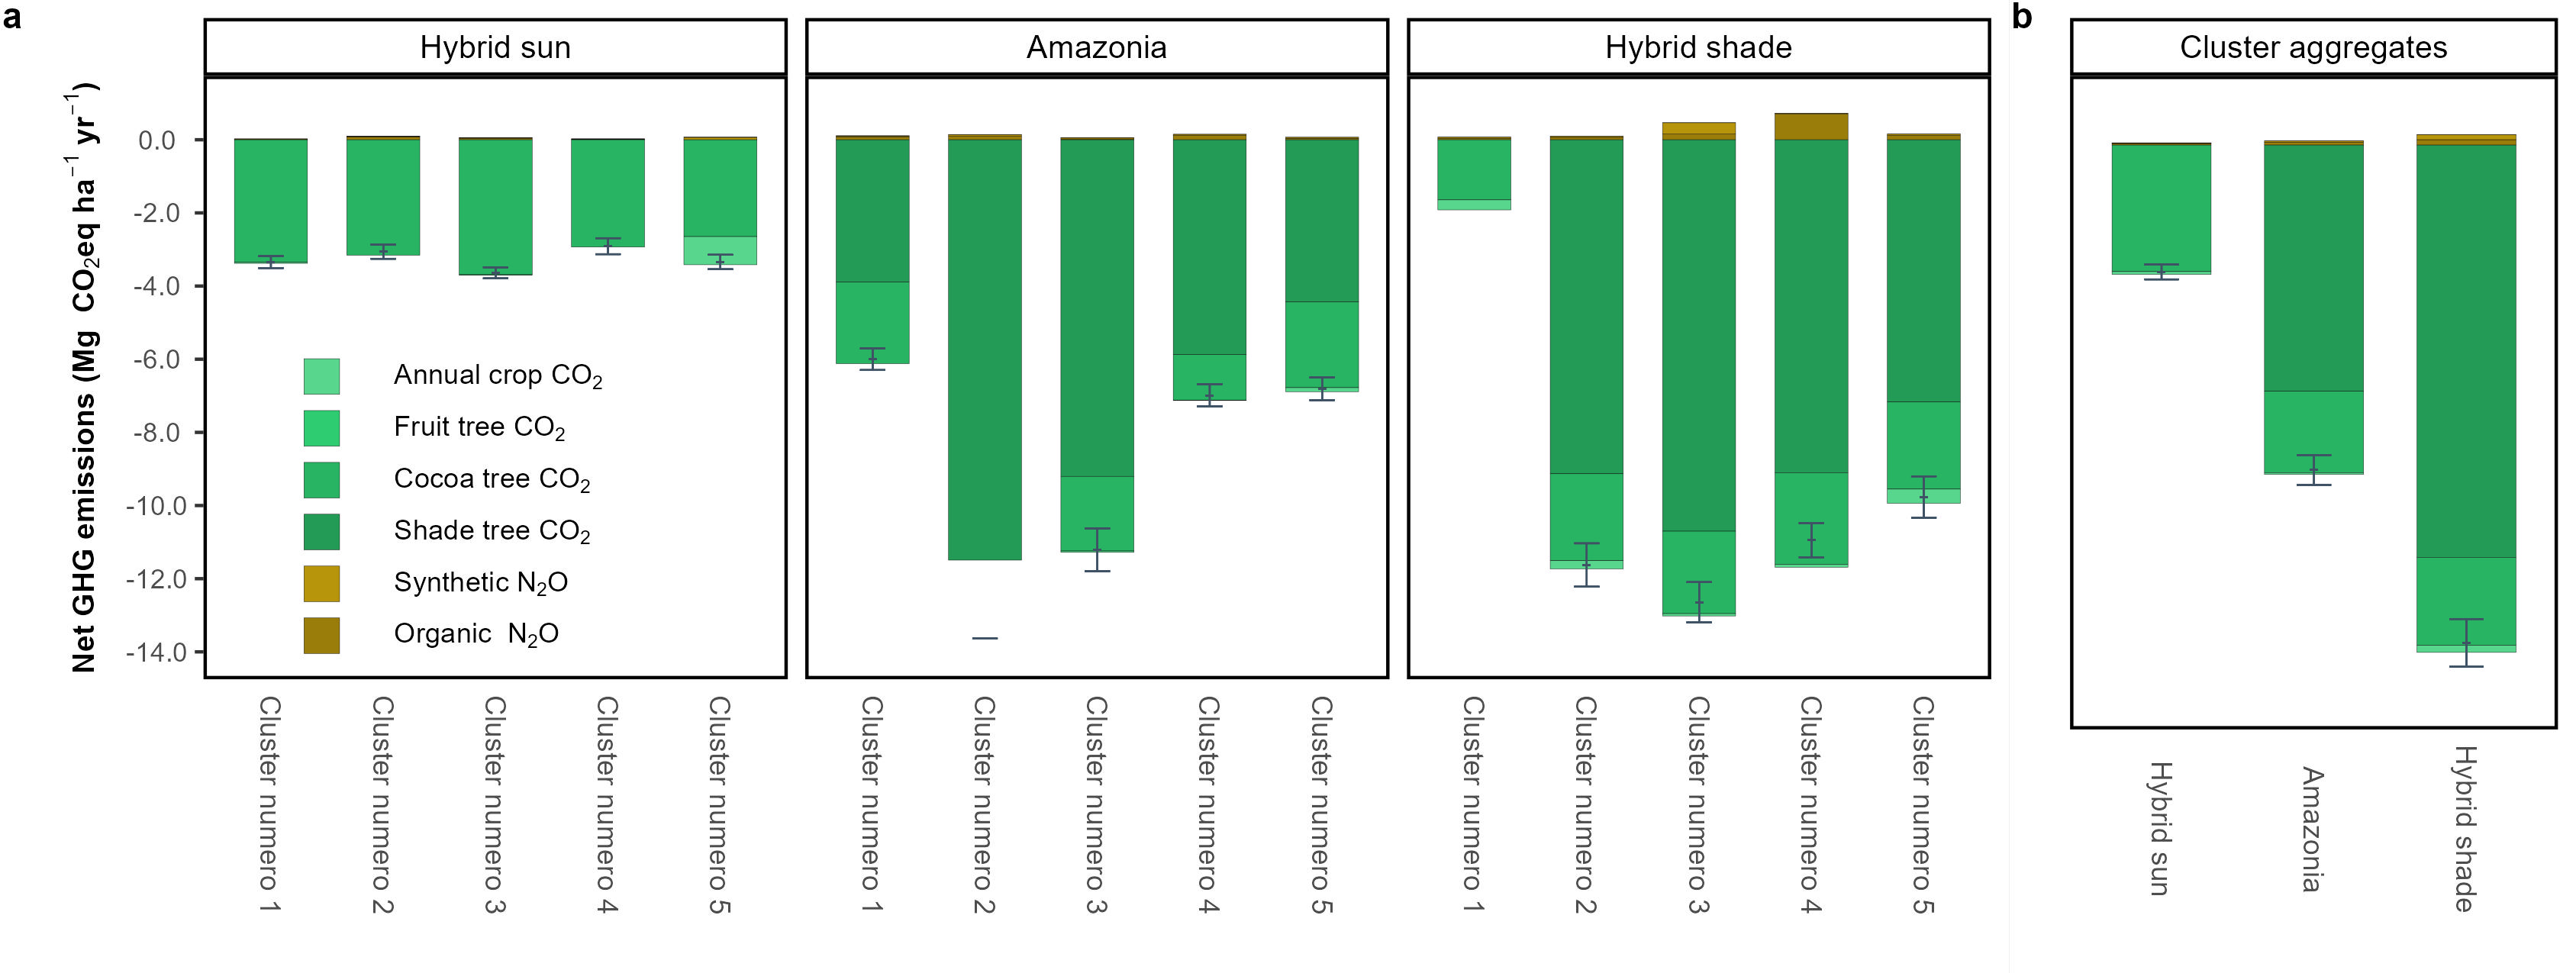 a
b
Hybrid sun
Amazonia
Hybrid shade
Cluster aggregates
Net GHG emissions (Mg CO₂eq ha⁻¹ yr⁻¹)
0.0
-2.0
-4.0
-6.0
-8.0
-10.0
-12.0
-14.0
Annual crop CO₂
Fruit tree CO₂
Cocoa tree CO₂
Shade tree CO₂
Synthetic N₂O
Organic N₂O
Cluster numero 1
Cluster numero 2
Cluster numero 3
Cluster numero 4
Cluster numero 5
Cluster numero 1
Cluster numero 2
Cluster numero 3
Cluster numero 4
Cluster numero 5
Cluster numero 1
Cluster numero 2
Cluster numero 3
Cluster numero 4
Cluster numero 5
Hybrid sun
Amazonia
Hybrid shade